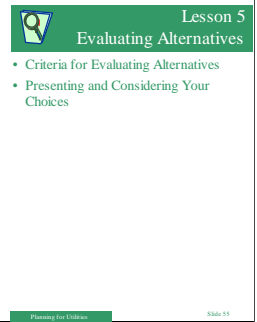 Lesson 5
Evaluating Alternatives
• Criteria for Evaluating Alternatives
• Presenting and Considering Your
Choices
Planning for Utilities
Slide 55